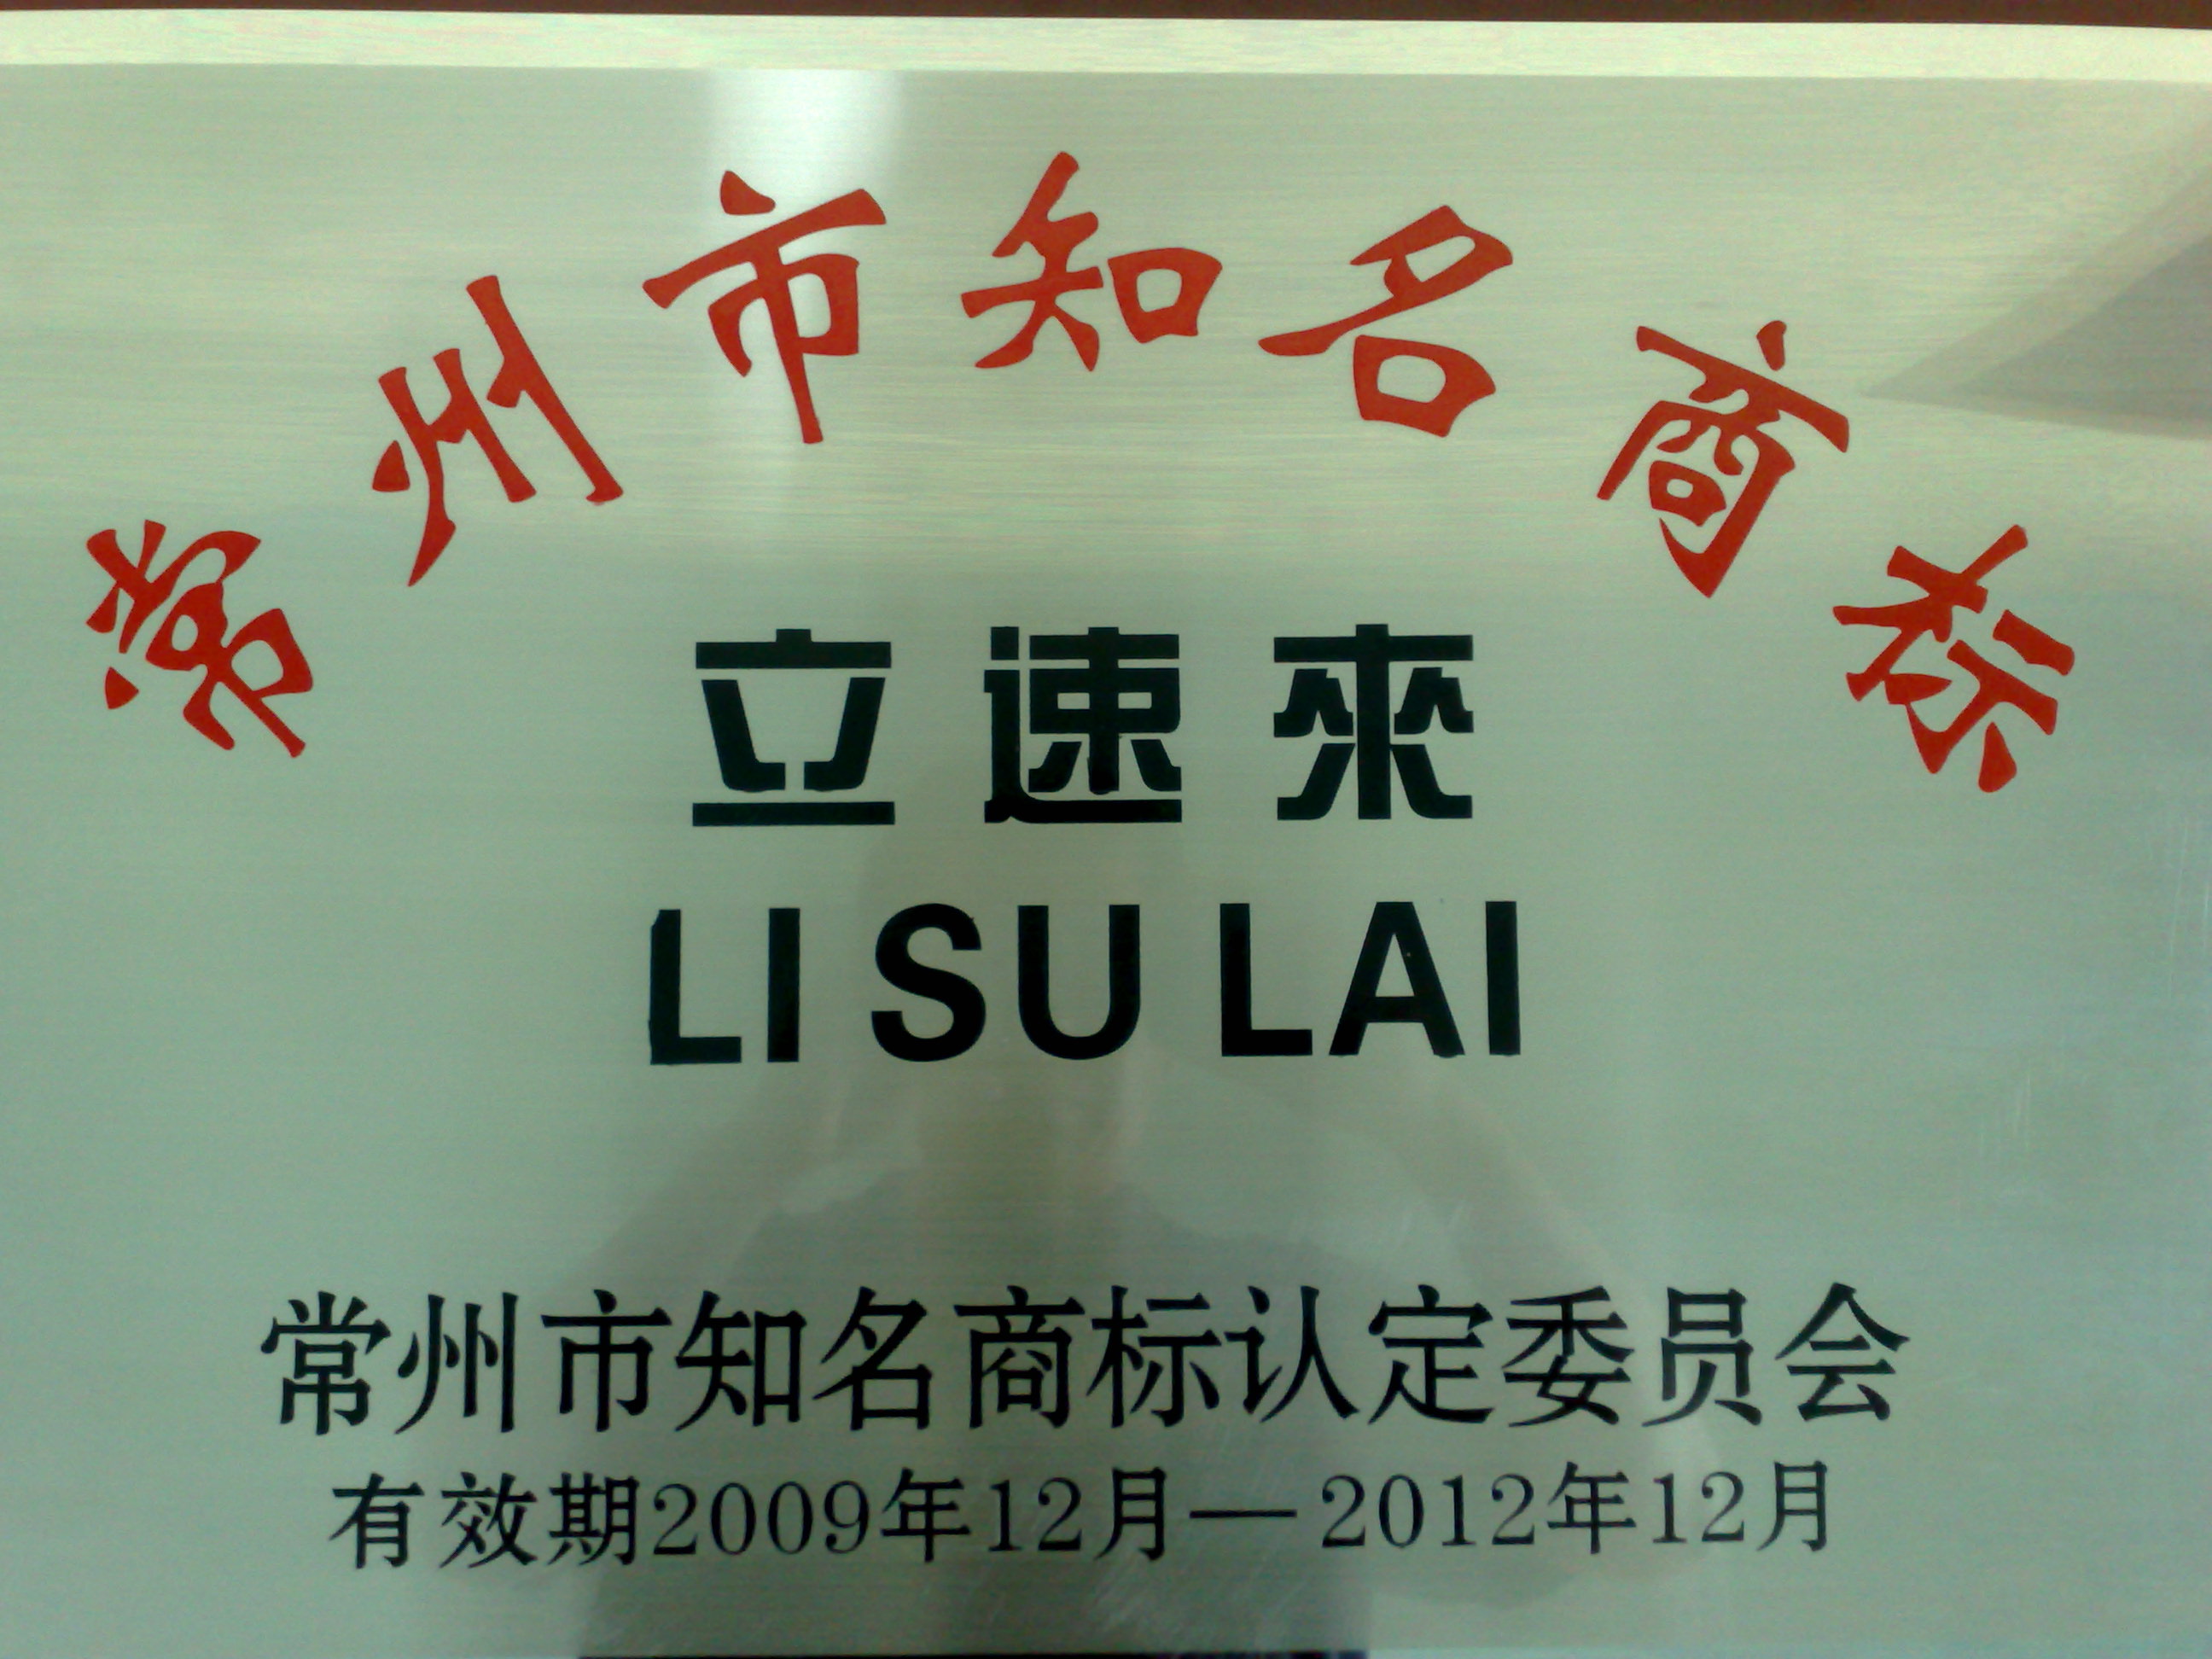 常州市知名商标
立速來
LI SU LAI
常州市知名商标认定委员会
有效期2009年12月—2012年12月